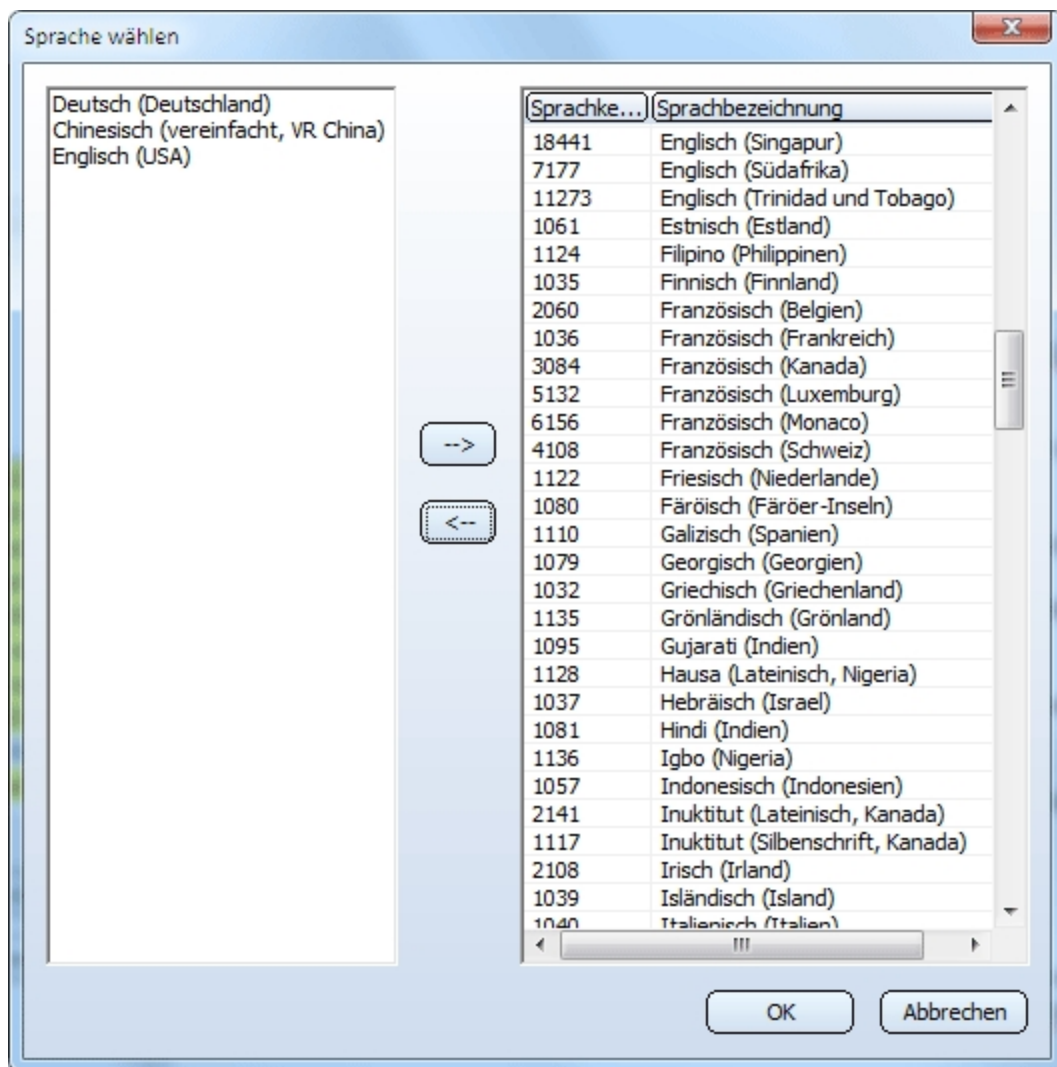 Sprache wählen
Deutsch (Deutschland)
Chinesisch (vereinfacht, VR China)
Englisch (USA)
-->
<--
Sprachke... Sprachbezeichnung
18441 Englisch (Singapur)
7177 Englisch (Südafrika)
11273 Englisch (Trinidad und Tobago)
1061 Estnisch (Estland)
1124 Filipino (Philippinen)
1035 Finnisch (Finnland)
2060 Französisch (Belgien)
1036 Französisch (Frankreich)
3084 Französisch (Kanada)
5132 Französisch (Luxemburg)
6156 Französisch (Monaco)
4108 Französisch (Schweiz)
1122 Friesisch (Niederlande)
1080 Färöisch (Färöer-Inseln)
1110 Galizisch (Spanien)
1079 Georgisch (Georgien)
1032 Griechisch (Griechenland)
1135 Grönländisch (Grönland)
1095 Gujarati (Indien)
1128 Hausa (Lateinisch, Nigeria)
1037 Hebräisch (Israel)
1081 Hindi (Indien)
1136 Igbo (Nigeria)
1057 Indonesisch (Indonesien)
2141 Inuktitut (Lateinisch, Kanada)
1117 Inuktitut (Silbenschrift, Kanada)
2108 Irisch (Irland)
1039 Isländisch (Island)
1040 Italienisch (Italien)
OK Abbrechen